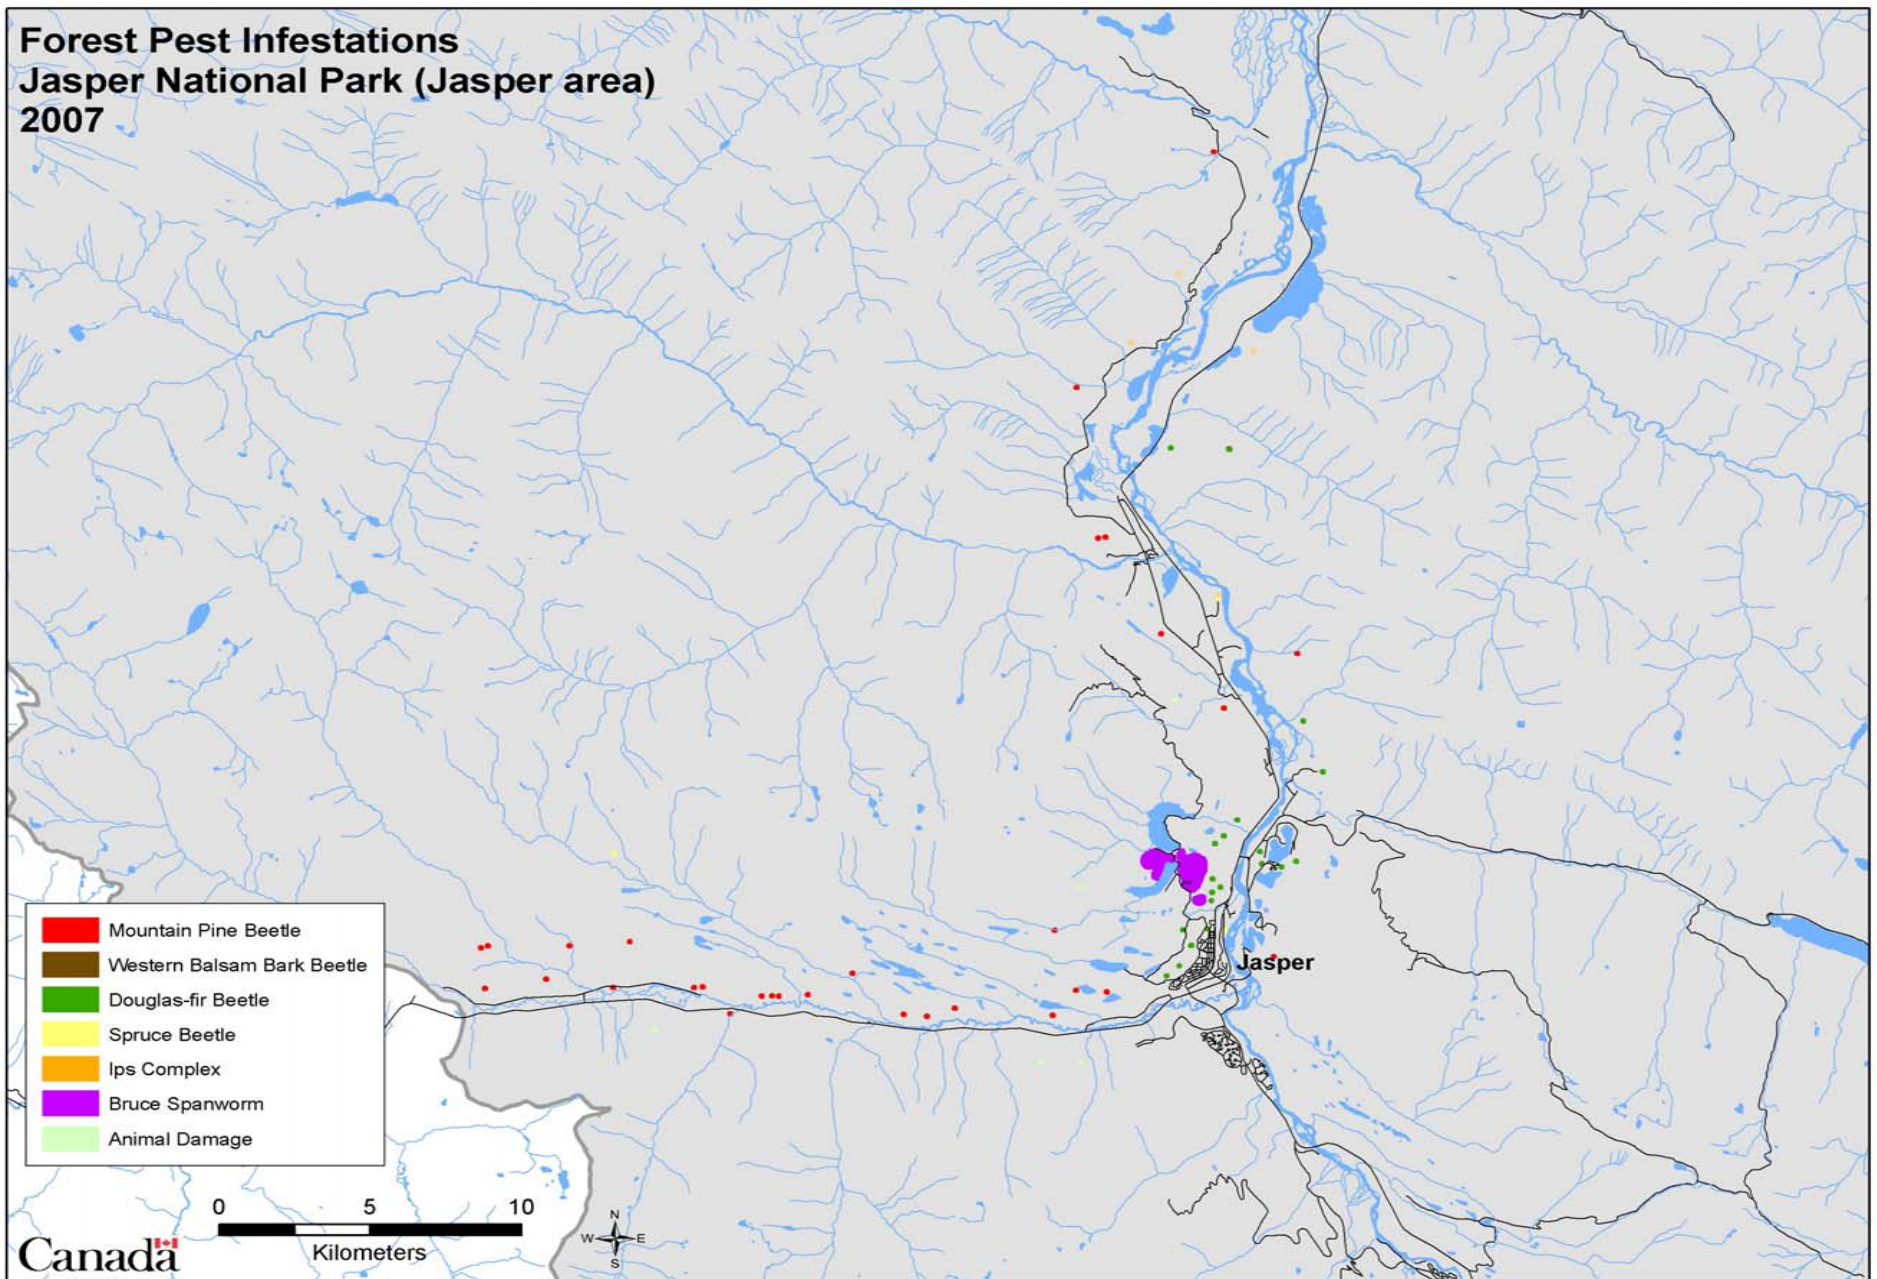 Forest Pest Infestations
Jasper National Park (Jasper area)
2007
Jasper
Mountain Pine Beetle
Western Balsam Bark Beetle
Douglas-fir Beetle
Spruce Beetle
Ips Complex
Bruce Spanworm
Animal Damage
0 5 10
Kilometers
Canada
N
W E
S